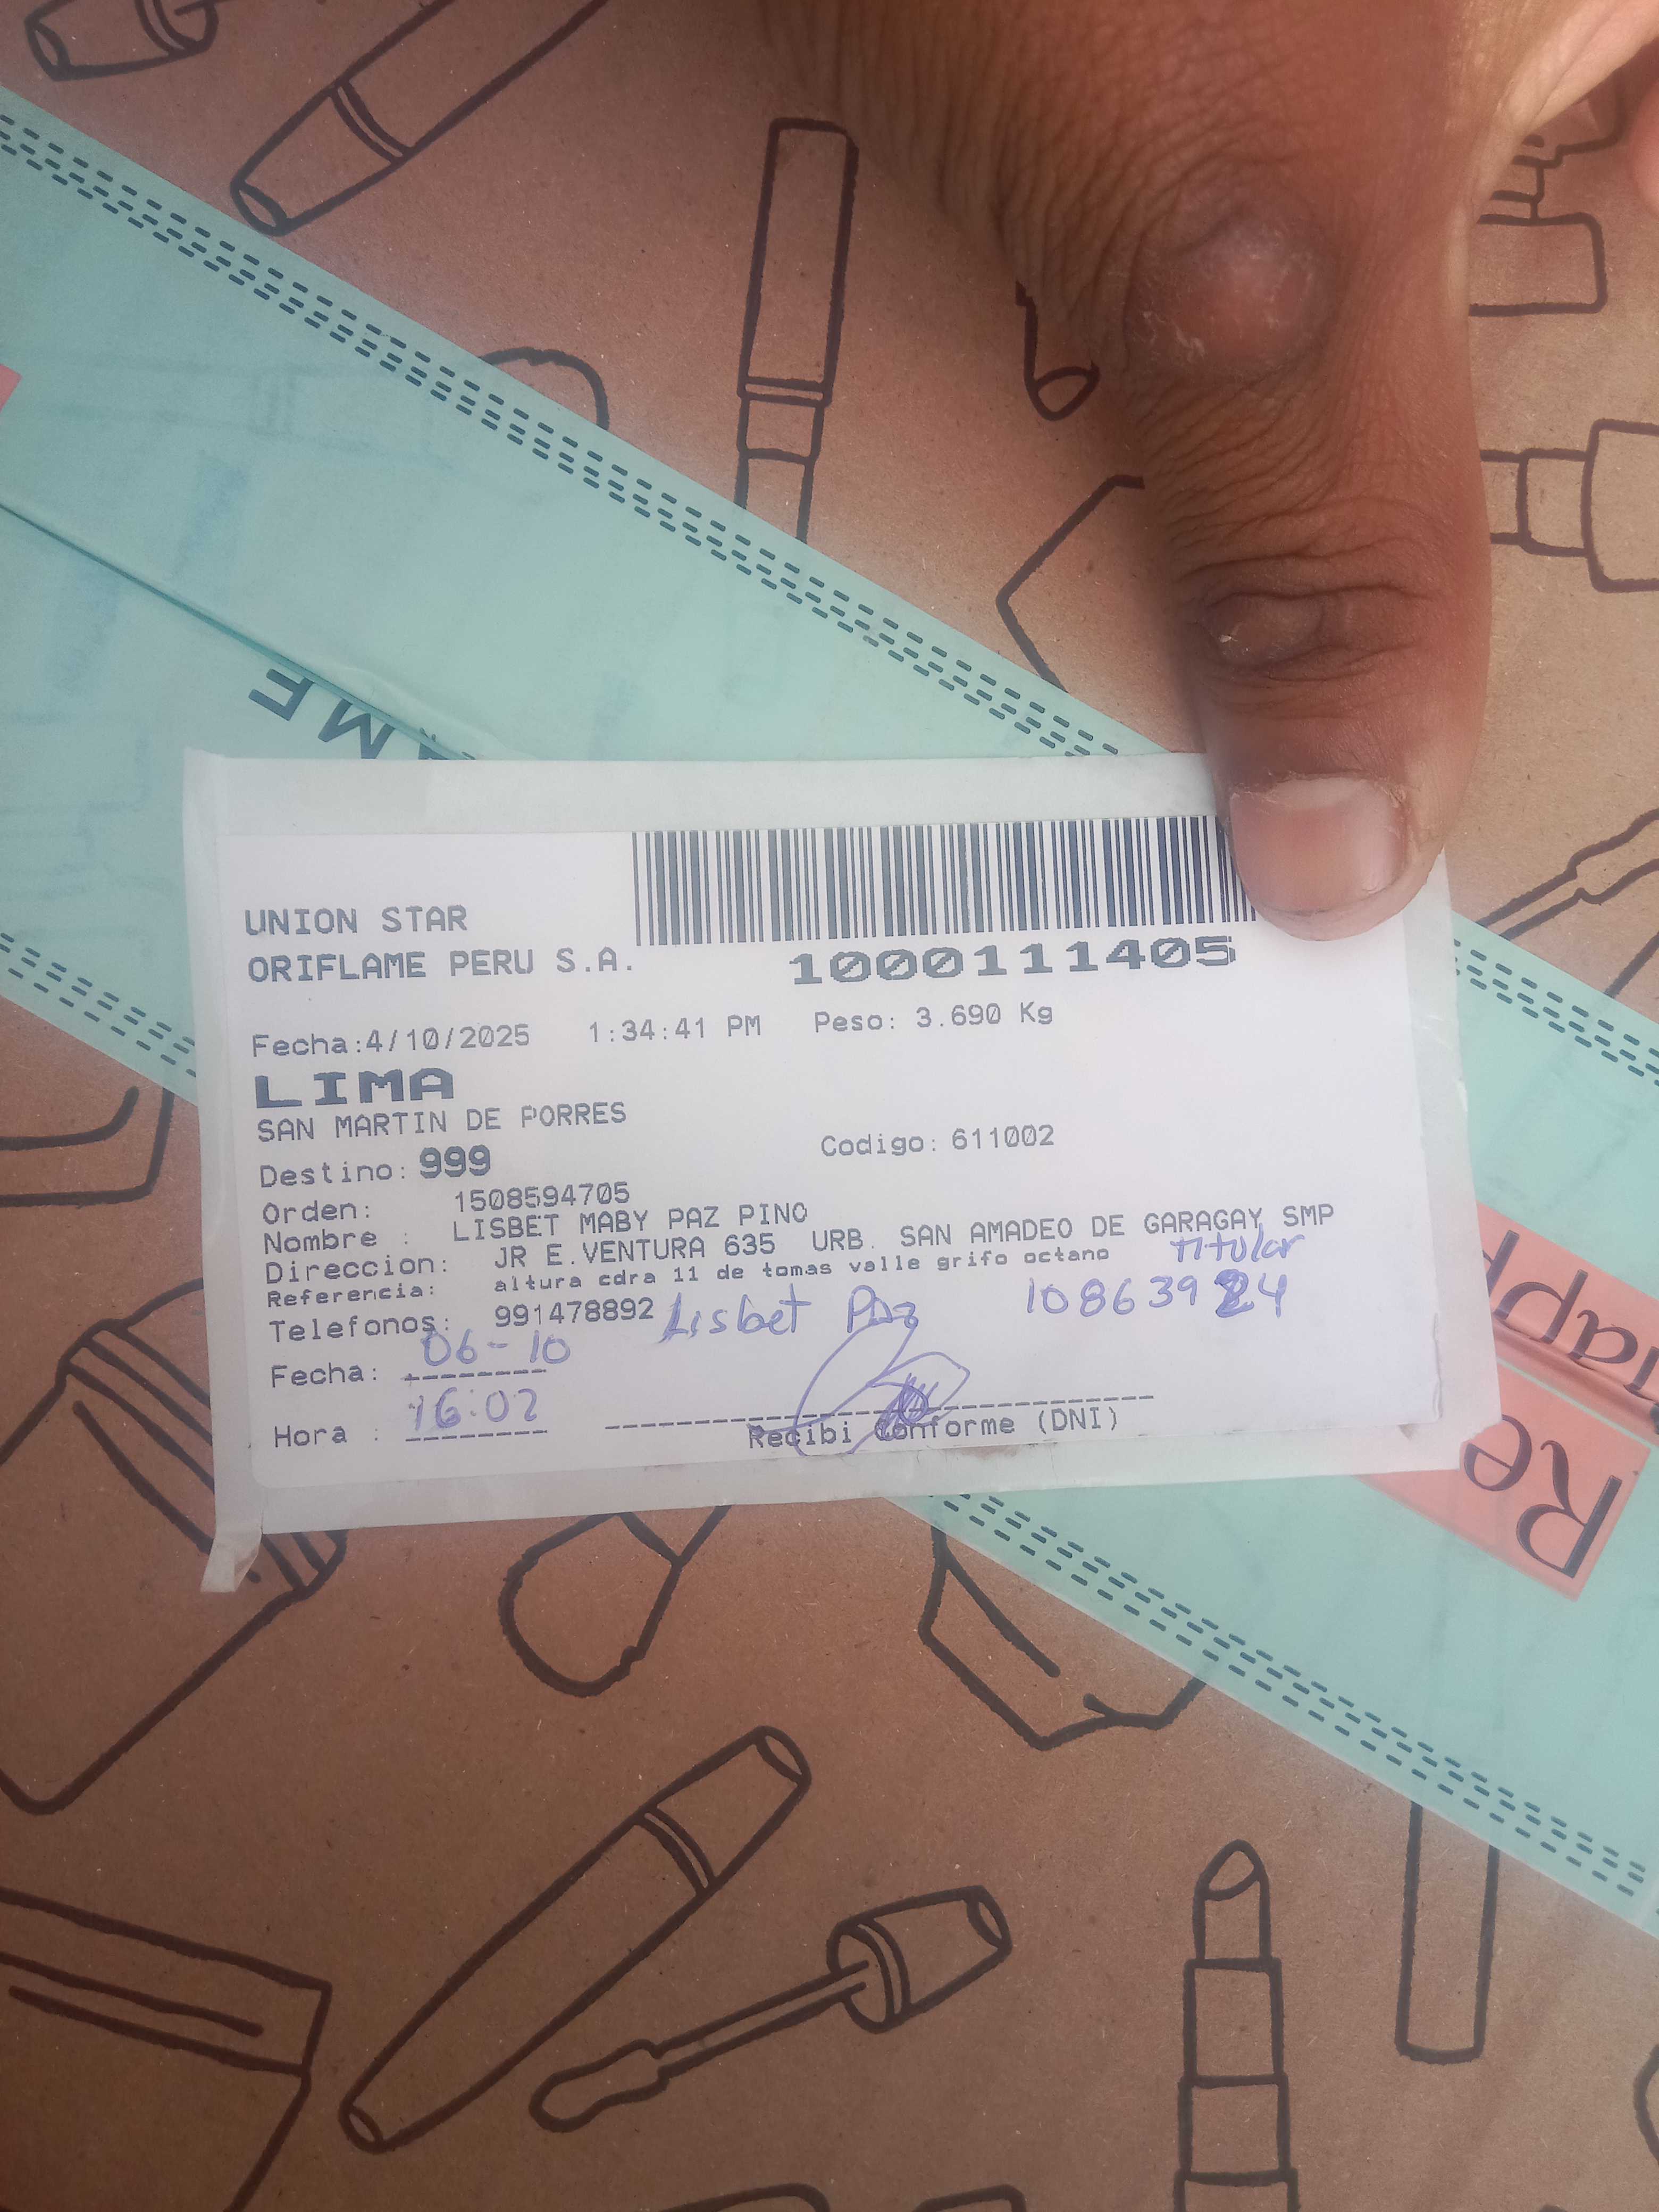 AME
UNION STAR
ORIFLAME PERU S.A.
1000111405
Fecha:4/10/2025 1:34:41 PM Peso: 3.690 Kg
LIMA
SAN MARTIN DE PORRES
Destino: 999 Codigo: 611002
Orden: 1508594705
Nombre : LISBET MABY PAZ PINO
Direccion: JR E.VENTURA 635 URB. SAN AMADEO DE GARAGAY SMP
Referencia: altura cdra 11 de tomas valle grifo octano titular
Telefonos: 991478892 Lisbet Paz 10863924
Fecha: 06-10
Hora : 16:02
Recibi Conforme (DNI)
Re